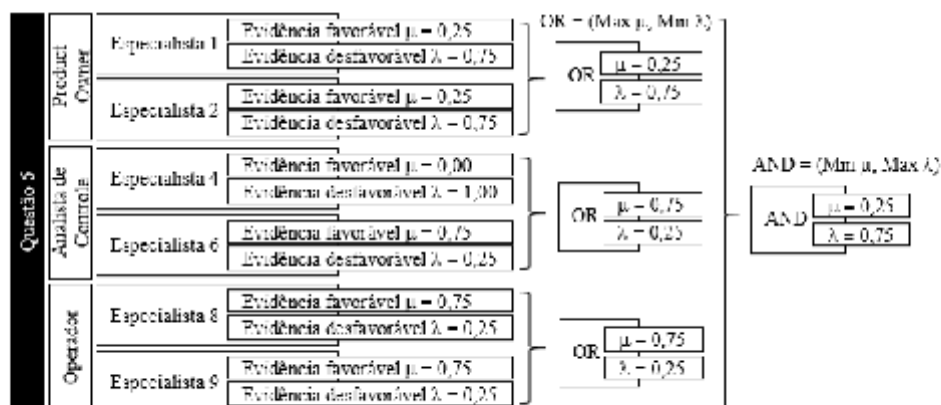 Questão 5
Product Owner
Especialista 1
Evidência favorável μ = 0,25
Evidência desfavorável λ = 0,75
Especialista 2
Evidência favorável μ = 0,25
Evidência desfavorável λ = 0,75
OR = (Max μ, Min λ)
OR
μ = 0,25
λ = 0,75
Analista de Controle
Especialista 4
Evidência favorável μ = 0,00
Evidência desfavorável λ = 1,00
Especialista 6
Evidência favorável μ = 0,75
Evidência desfavorável λ = 0,25
OR
μ = 0,75
λ = 0,25
Operador
Especialista 8
Evidência favorável μ = 0,75
Evidência desfavorável λ = 0,25
Especialista 9
Evidência favorável μ = 0,75
Evidência desfavorável λ = 0,25
OR
μ = 0,75
λ = 0,25
AND = (Min μ, Max λ)
AND
μ = 0,25
λ = 0,75